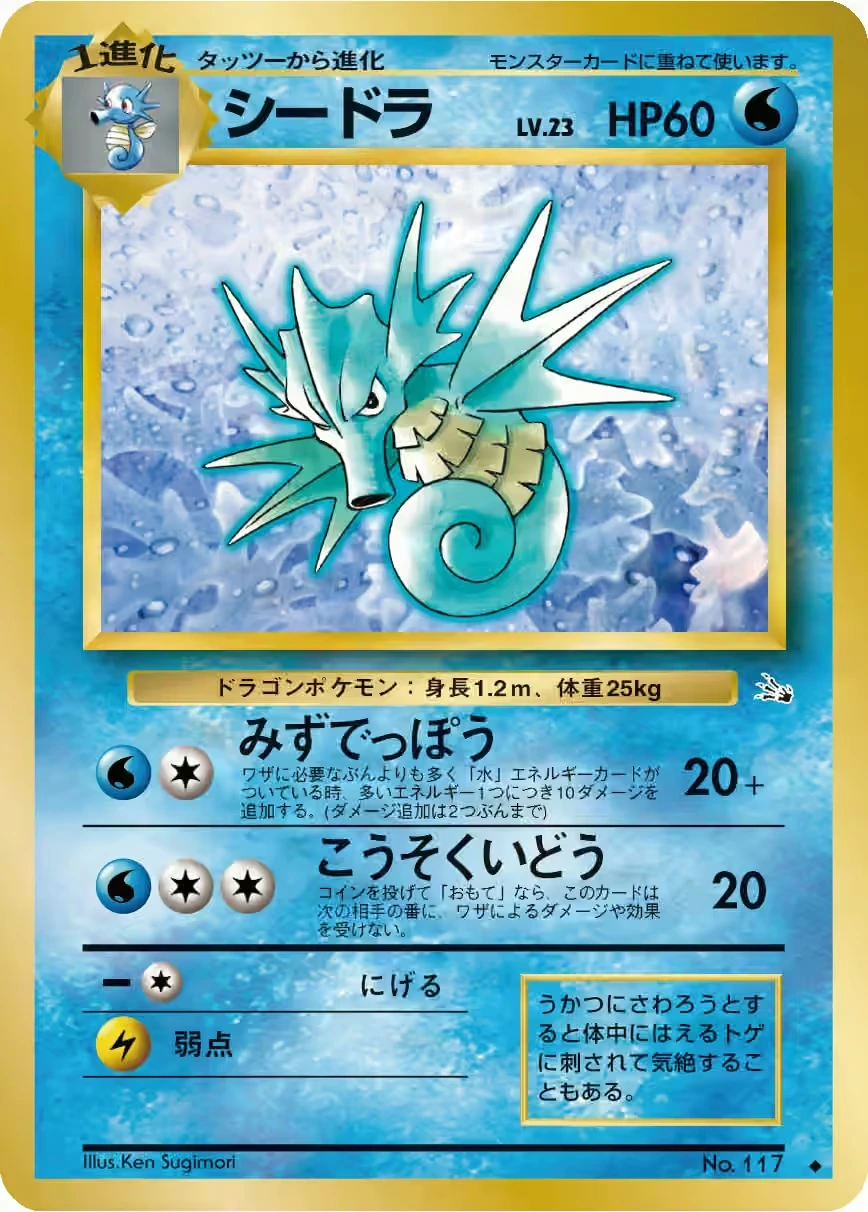 1進化
タッツーから進化
モンスターカードに重ねて使います。
シードラ
LV.23 HP60
ドラゴンポケモン：身長1.2m、体重25kg
みずでっぽう
ワザに必要なぶんよりも多く「水」エネルギーカードが
ついている時、多いエネルギー1つにつき10ダメージを
追加する。(ダメージ追加は2つぶんまで)
20+
こうそくいどう
コインを投げて「おもて」なら、このカードは
次の相手の番に、ワザによるダメージや効果
を受けない。
20
にげる
弱点
うかつにさわろうとす
ると体中にはえるトゲ
に刺されて気絶するこ
ともある。
Illus.Ken Sugimori
No. 117